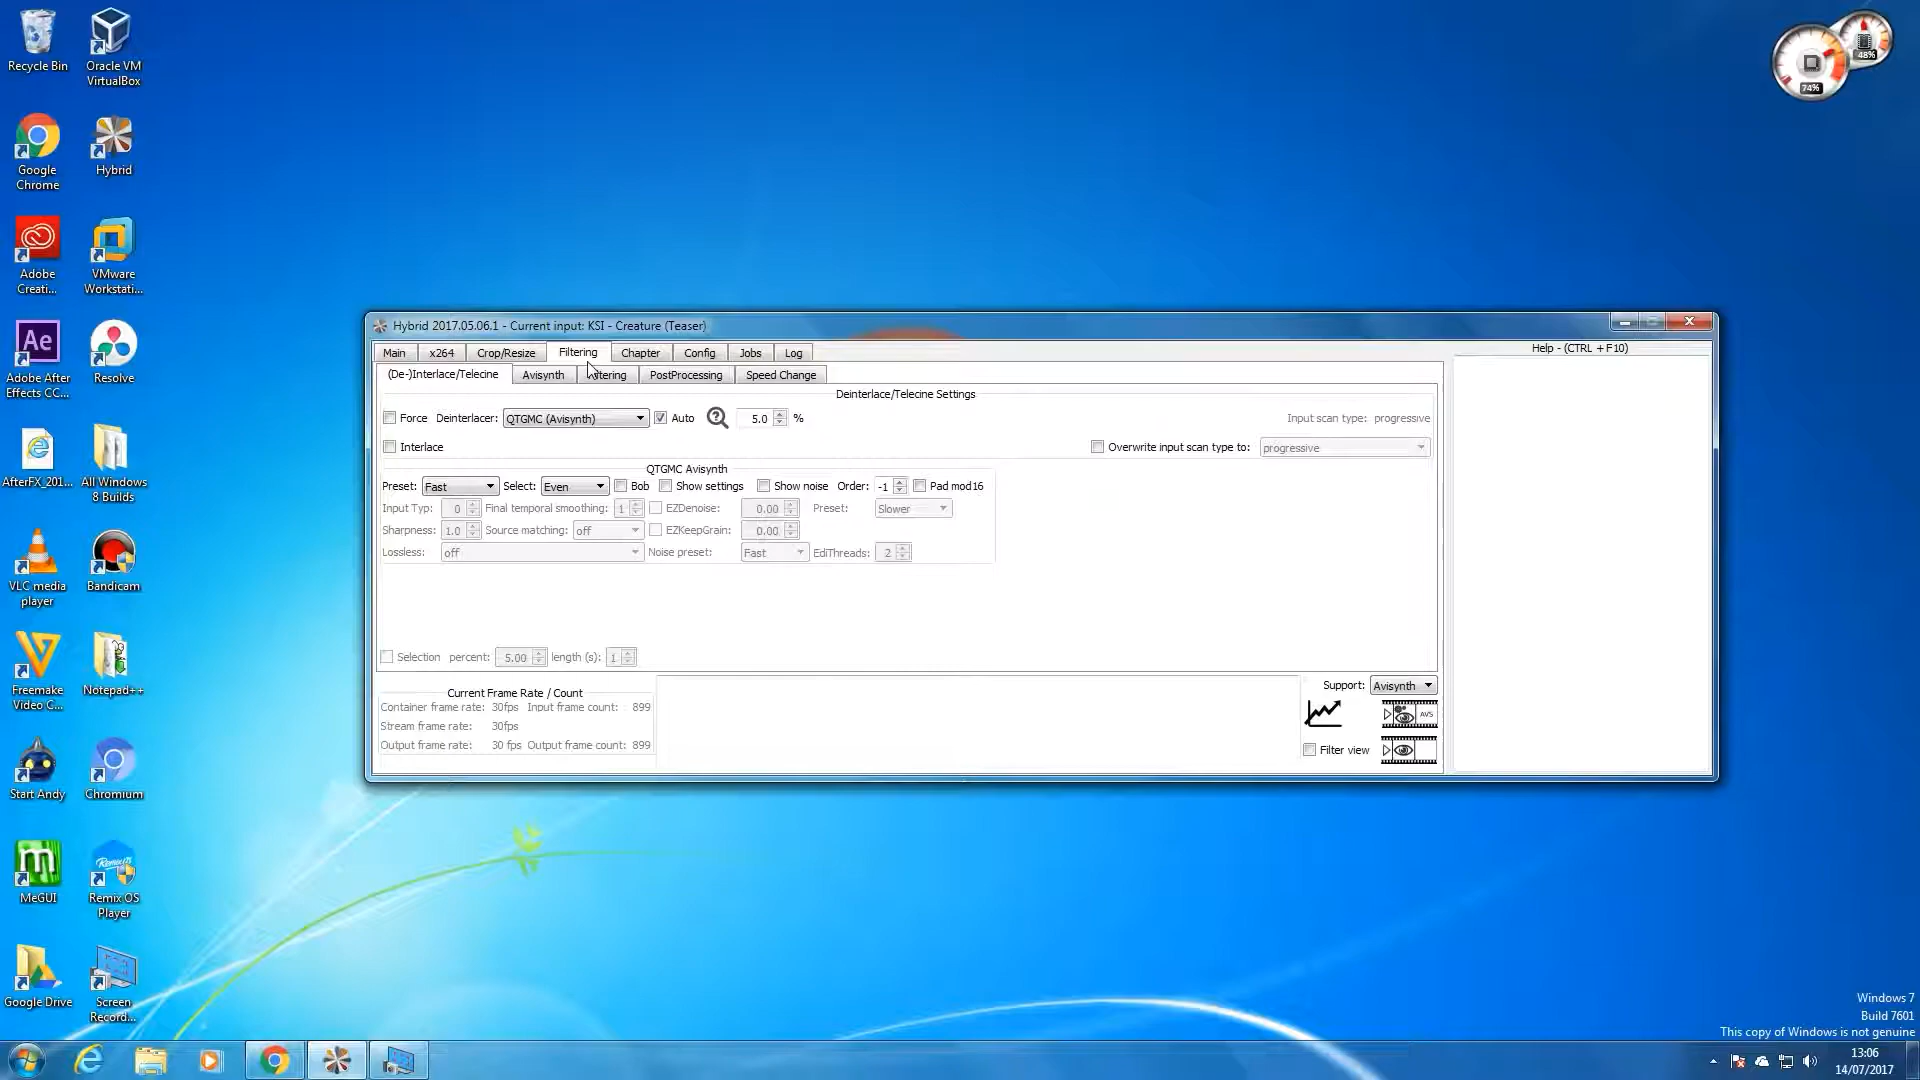 Recycle Bin
Oracle VM
VirtualBox
Google
Chrome
Hybrid
Adobe
Creati...
VMware
Workstati...
Adobe After
Effects CC...
Resolve
AfterFX_201...
All Windows
8 Builds
VLC media
player
Bandicam
Freemake
Video C...
Notepad++
Start Andy
Chromium
MeGUI
Remix OS
Player
Google Drive
Screen
Record...
74%
48%
Hybrid 2017.05.06.1 - Current input: KSI - Creature (Teaser)
Main x264 Crop/Resize Filtering Chapter Config Jobs Log
Help - (CTRL + F10)
(De-)Interlace/Telecine Avisynth Filtering PostProcessing Speed Change
Deinterlace/Telecine Settings
Force Deinterlacer: QTGMC (Avisynth) Auto 5.0 % Input scan type: progressive
Interlace Overwrite input scan type to: progressive
QTGMC Avisynth
Preset: Fast Select: Even Bob Show settings Show noise Order: -1 Pad mod16
Input Typ: 0 Final temporal smoothing: 1 EZDenoise: 0.00 Preset: Slower
Sharpness: 1.0 Source matching: off EZKeepGrain: 0.00
Lossless: off Noise preset: Fast EdiThreads: 2
Selection percent: 5.00 length (s): 1
Current Frame Rate / Count
Container frame rate: 30fps Input frame count: 899
Stream frame rate: 30fps
Output frame rate: 30 fps Output frame count: 899
Support: Avisynth
AVS
Filter view
Windows 7
Build 7601
This copy of Windows is not genuine
13:06
14/07/2017